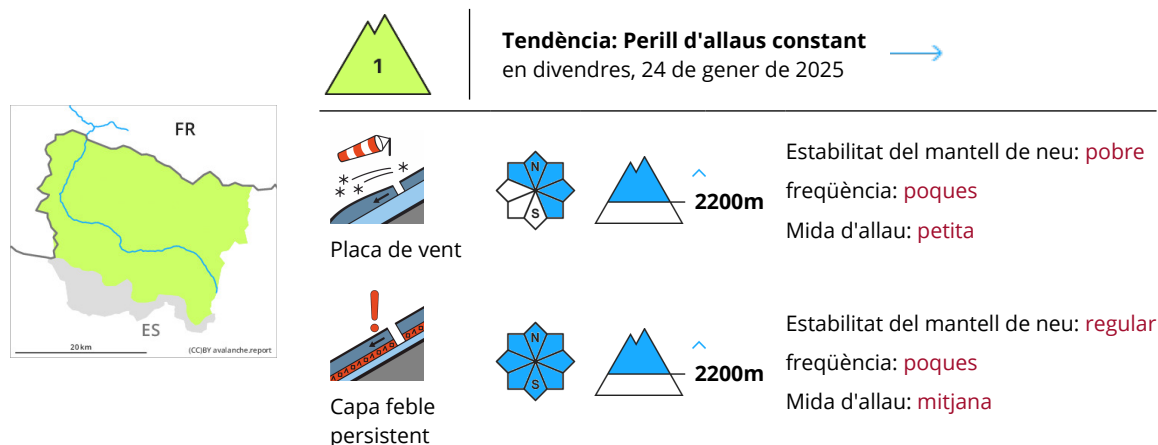 1
Tendència: Perill d'allaus constant
en divendres, 24 de gener de 2025
FR
ES
20 km
(CC)BY avalanche.report
Placa de vent
N
S
2200m
Estabilitat del mantell de neu: pobre
freqüència: poques
Mida d'allau: petita
Capa feble
persistent
N
S
2200m
Estabilitat del mantell de neu: regular
freqüència: poques
Mida d'allau: mitjana